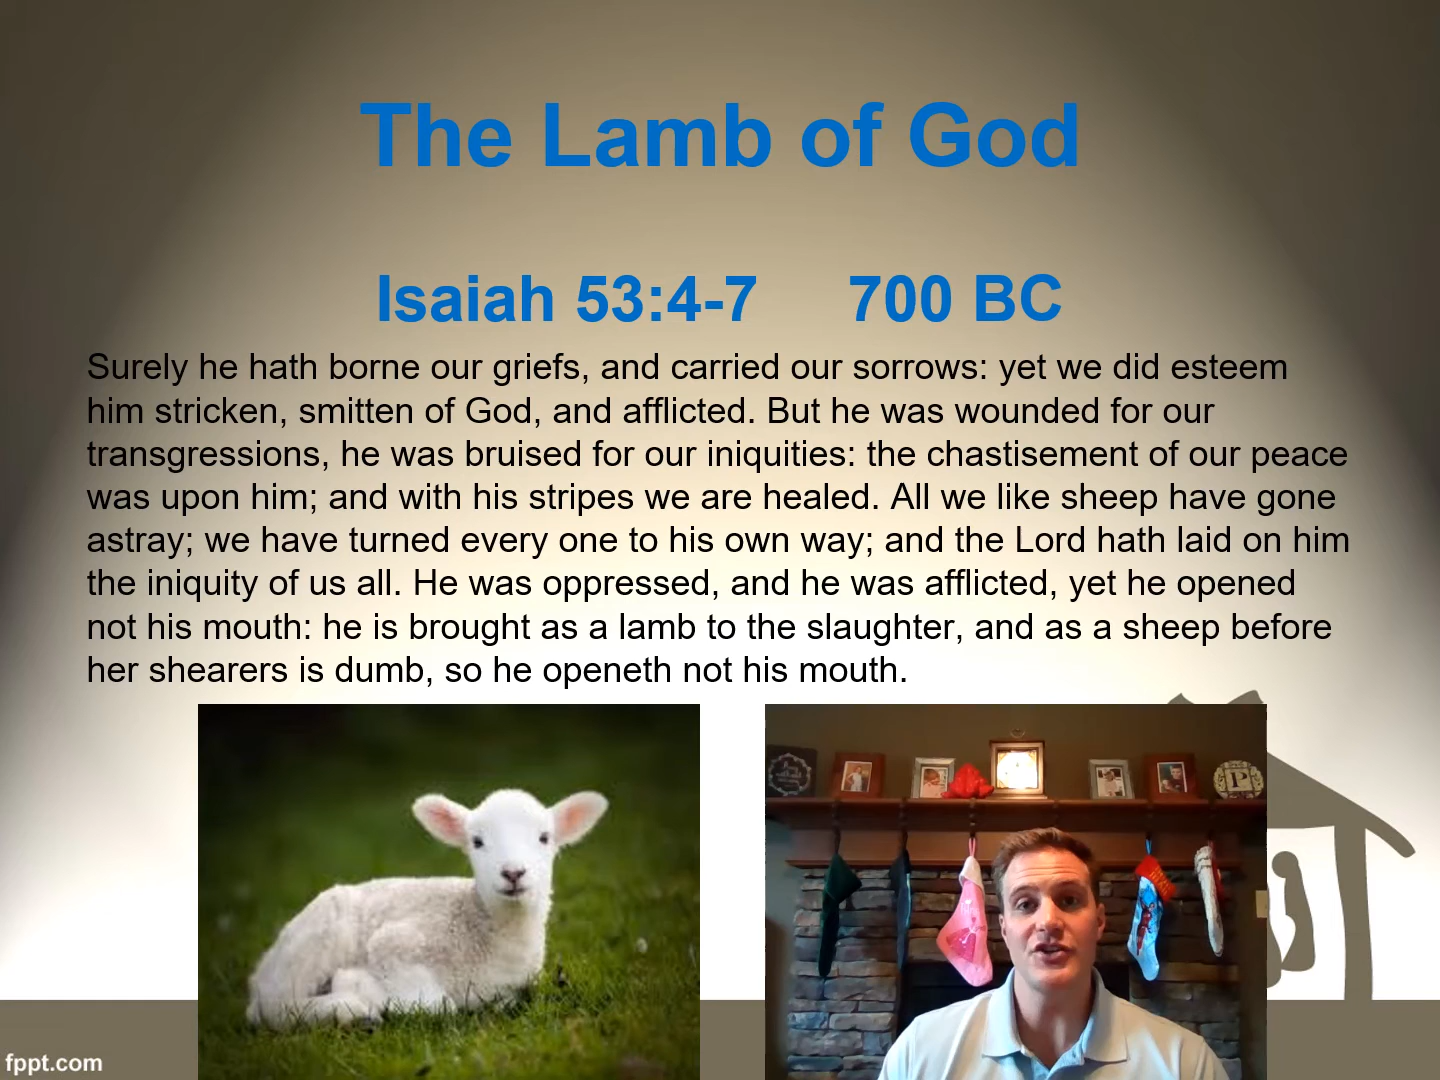 The Lamb of God
Isaiah 53:4-7 700 BC
Surely he hath borne our griefs, and carried our sorrows: yet we did esteem
him stricken, smitten of God, and afflicted. But he was wounded for our
transgressions, he was bruised for our iniquities: the chastisement of our peace
was upon him; and with his stripes we are healed. All we like sheep have gone
astray; we have turned every one to his own way; and the Lord hath laid on him
the iniquity of us all. He was oppressed, and he was afflicted, yet he opened
not his mouth: he is brought as a lamb to the slaughter, and as a sheep before
her shearers is dumb, so he openeth not his mouth.
P
fppt.com